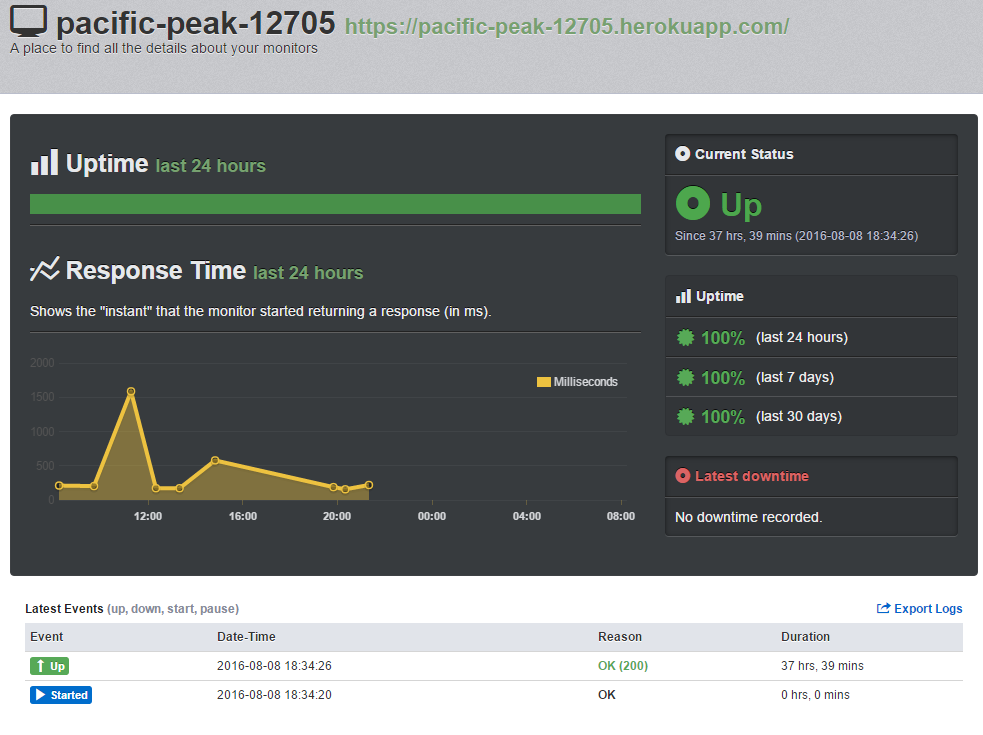 pacific-peak-12705 https://pacific-peak-12705.herokuapp.com/
A place to find all the details about your monitors
Uptime last 24 hours
Response Time last 24 hours
Shows the "instant" that the monitor started returning a response (in ms).
2000
1500
1000
500
0
Milliseconds
12:00 16:00 20:00 00:00 04:00 08:00
Current Status
Up
Since 37 hrs, 39 mins (2016-08-08 18:34:26)
Uptime
100% (last 24 hours)
100% (last 7 days)
100% (last 30 days)
Latest downtime
No downtime recorded.
Latest Events (up, down, start, pause) Export Logs
Event Date-Time Reason Duration
Up 2016-08-08 18:34:26 OK (200) 37 hrs, 39 mins
Started 2016-08-08 18:34:20 OK 0 hrs, 0 mins